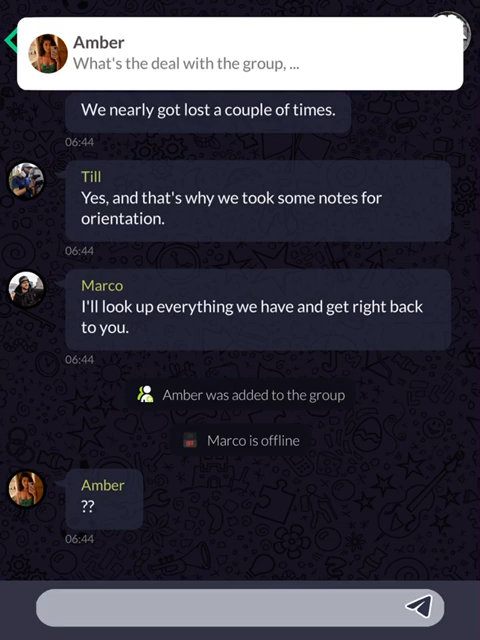 Amber
What's the deal with the group, ...
We nearly got lost a couple of times.
06:44
Till
Yes, and that's why we took some notes for
orientation.
06:44
Marco
I'll look up everything we have and get right back
to you.
06:44
Amber was added to the group
Marco is offline
Amber
??
06:44